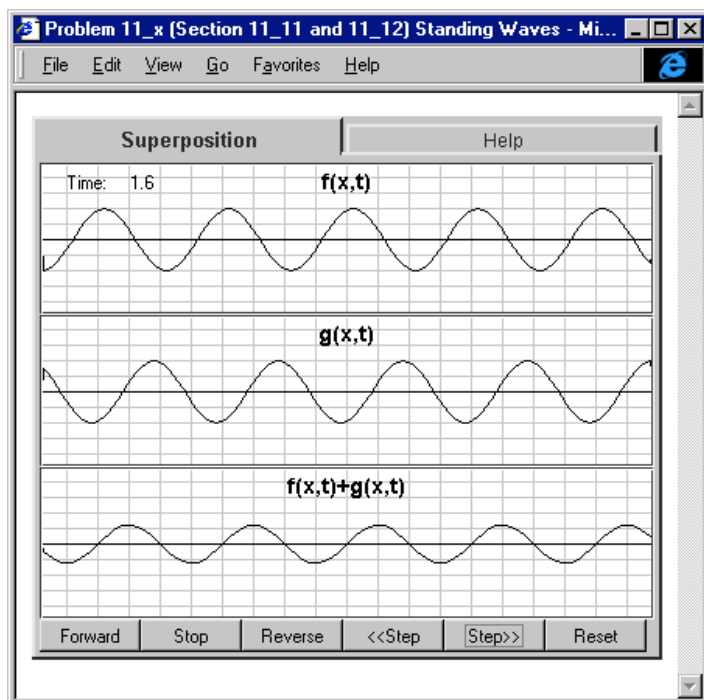 Problem 11_x (Section 11_11 and 11_12) Standing Waves - Mi...
File Edit View Go Favorites Help
Superposition Help
Time: 1.6 f(x,t)
g(x,t)
f(x,t)+g(x,t)
Forward Stop Reverse <<Step Step>> Reset